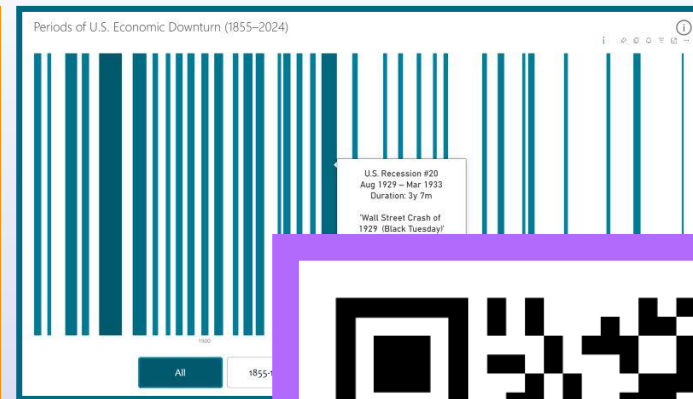 Periods of U.S. Economic Downturn (1855–2024)
U.S. Recession #20
Aug 1929 – Mar 1933
Duration: 3y 7m
'Wall Street Crash of
1929 (Black Tuesday)'
All
1855-1